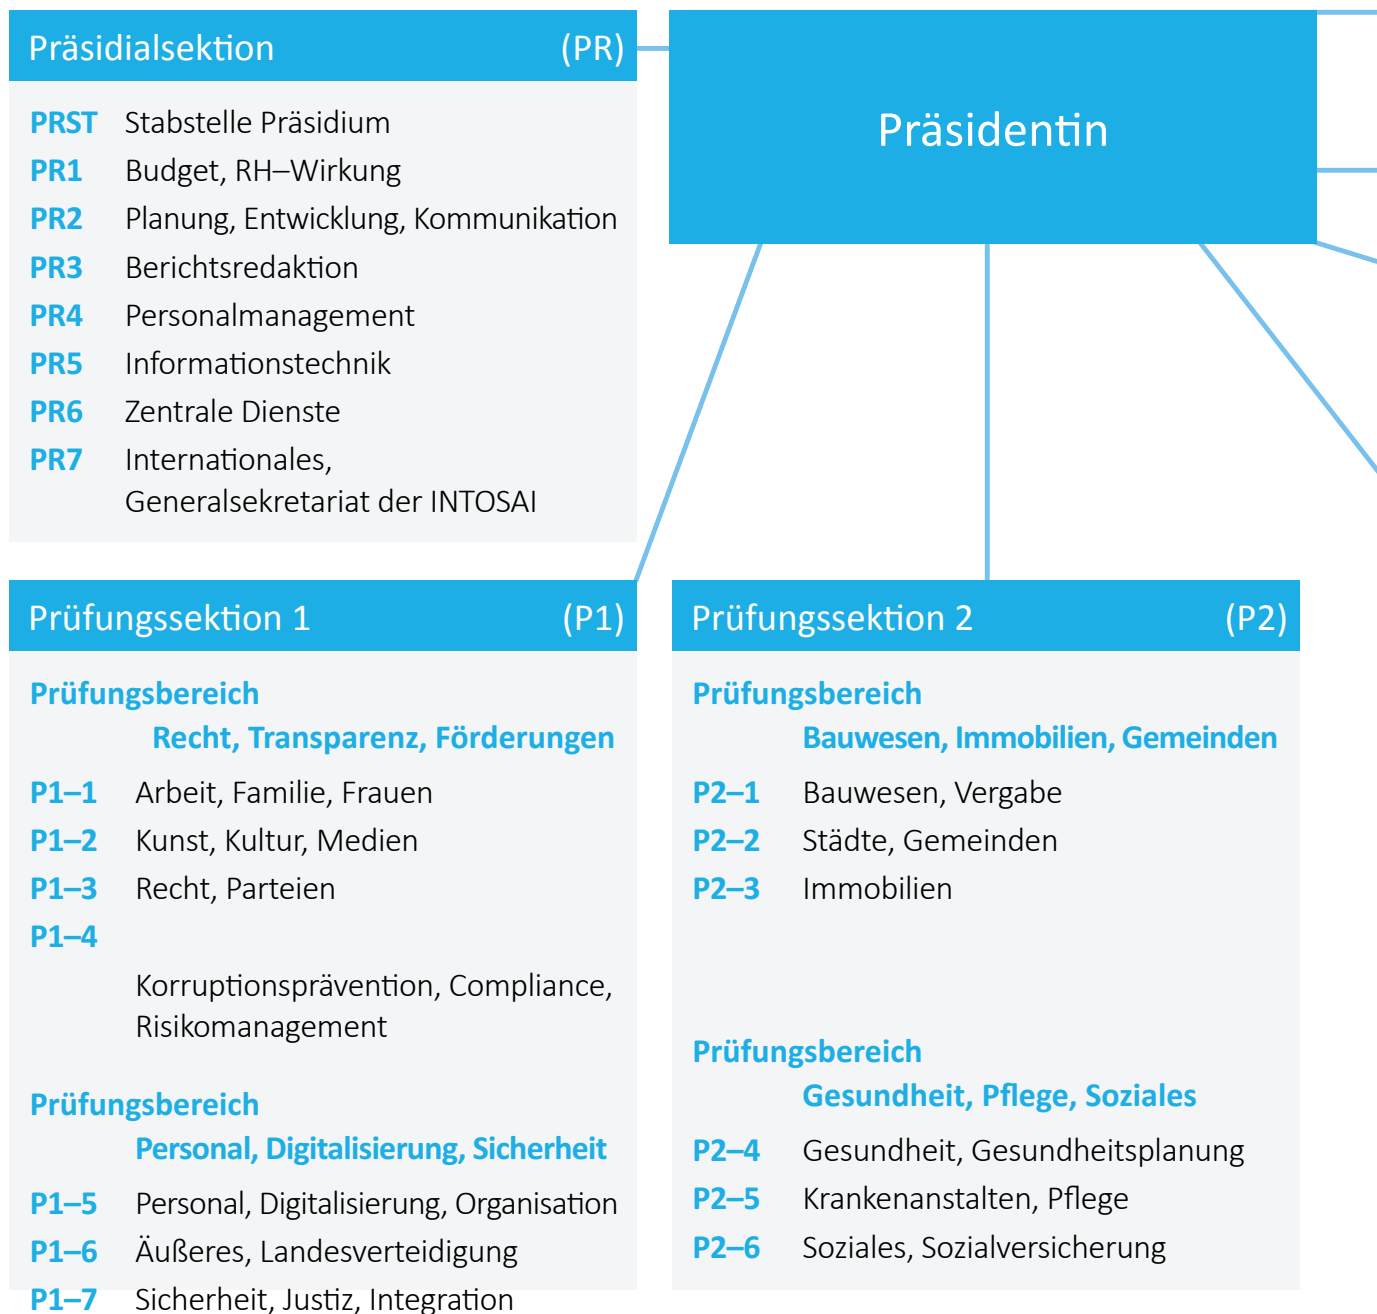 Präsidialsektion (PR)
PRST Stabstelle Präsidium
PR1 Budget, RH–Wirkung
PR2 Planung, Entwicklung, Kommunikation
PR3 Berichtsredaktion
PR4 Personalmanagement
PR5 Informationstechnik
PR6 Zentrale Dienste
PR7 Internationales,
Generalsekretariat der INTOSAI
Präsidentin
Prüfungssektion 1 (P1)
Prüfungsbereich
Recht, Transparenz, Förderungen
P1–1 Arbeit, Familie, Frauen
P1–2 Kunst, Kultur, Medien
P1–3 Recht, Parteien
P1–4
Korruptionsprävention, Compliance,
Risikomanagement
Prüfungsbereich
Personal, Digitalisierung, Sicherheit
P1–5 Personal, Digitalisierung, Organisation
P1–6 Äußeres, Landesverteidigung
P1–7 Sicherheit, Justiz, Integration
Prüfungssektion 2 (P2)
Prüfungsbereich
Bauwesen, Immobilien, Gemeinden
P2–1 Bauwesen, Vergabe
P2–2 Städte, Gemeinden
P2–3 Immobilien
Prüfungsbereich
Gesundheit, Pflege, Soziales
P2–4 Gesundheit, Gesundheitsplanung
P2–5 Krankenanstalten, Pflege
P2–6 Soziales, Sozialversicherung